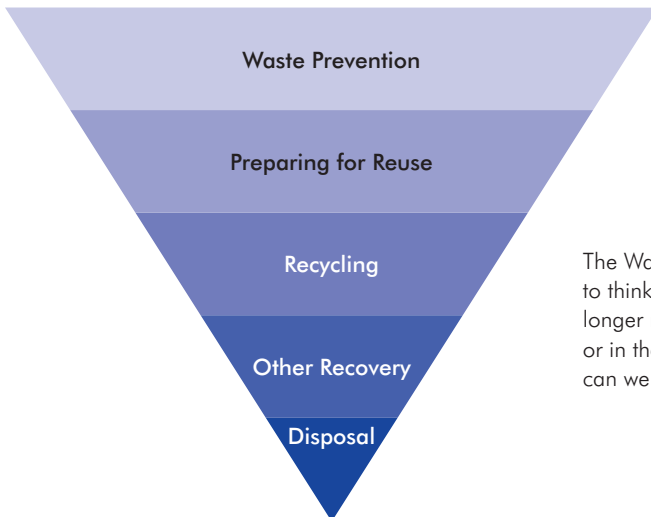 Waste Prevention
Preparing for Reuse
Recycling
Other Recovery
Disposal
The Wa
to think
longer
or in th
can we